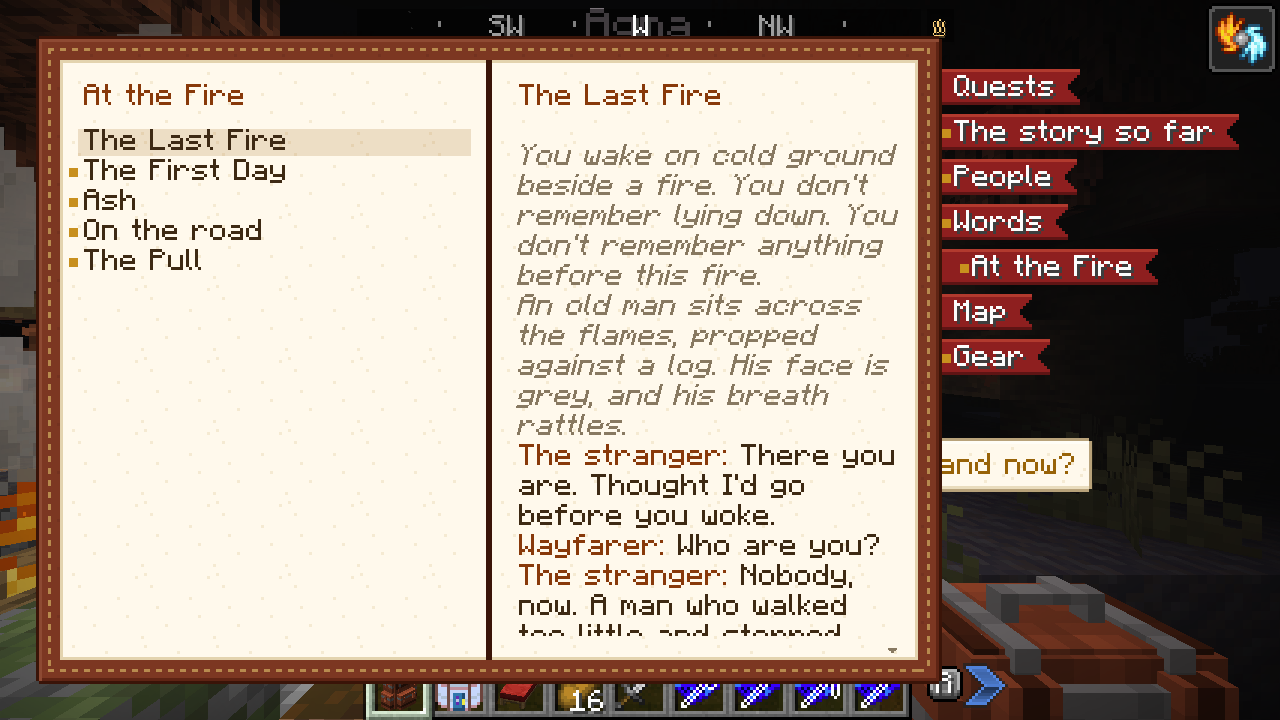 SW
W
NW
At the Fire
The Last Fire
The First Day
Ash
On the road
The Pull
The Last Fire
You wake on cold ground
beside a fire. You don't
remember lying down. You
don't remember anything
before this fire.
An old man sits across
the flames, propped
against a log. His face is
grey, and his breath
rattles.
The stranger: There you
are. Thought I'd go
before you woke.
Wayfarer: Who are you?
The stranger: Nobody,
now. A man who walked
too little and stopped
Quests
The story so far
People
Words
At the Fire
Map
Gear
and now?
16